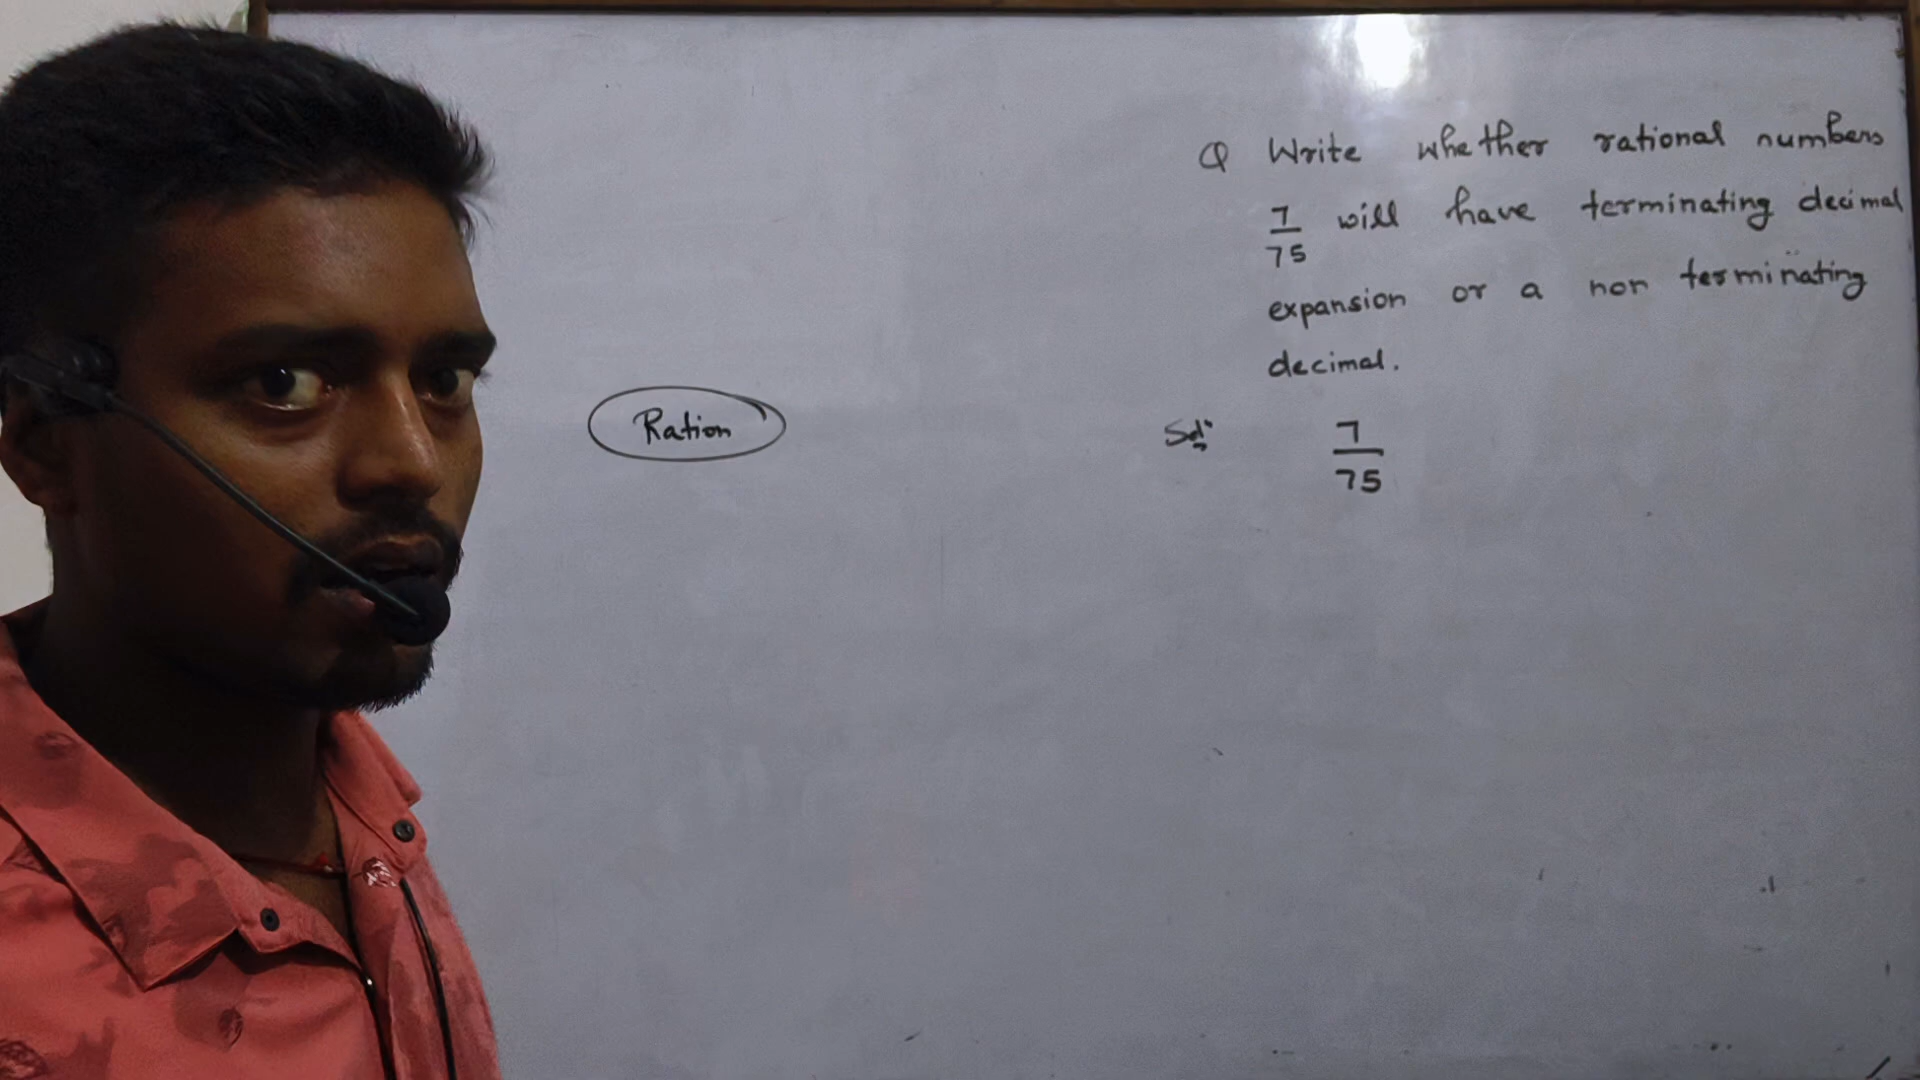 Q Write whether rational numbers
7/75 will have terminating decimal
expansion or a non terminating
decimal.
Ration
Sol:
7/75